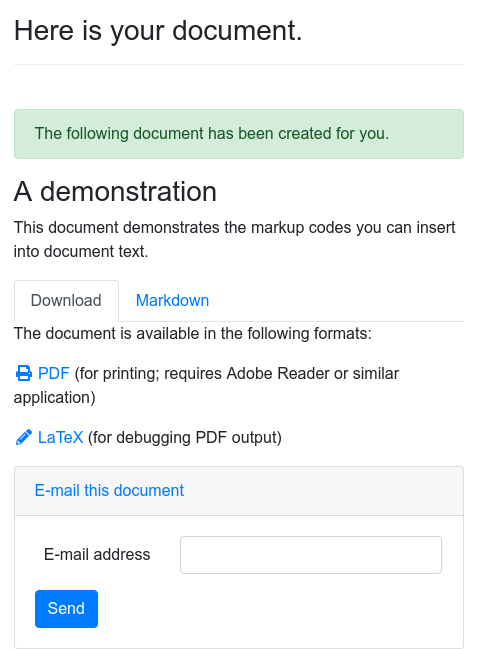 Here is your document.
The following document has been created for you.
A demonstration
This document demonstrates the markup codes you can insert
into document text.
Download Markdown
The document is available in the following formats:
PDF (for printing; requires Adobe Reader or similar
application)
LaTeX (for debugging PDF output)
E-mail this document
E-mail address
Send